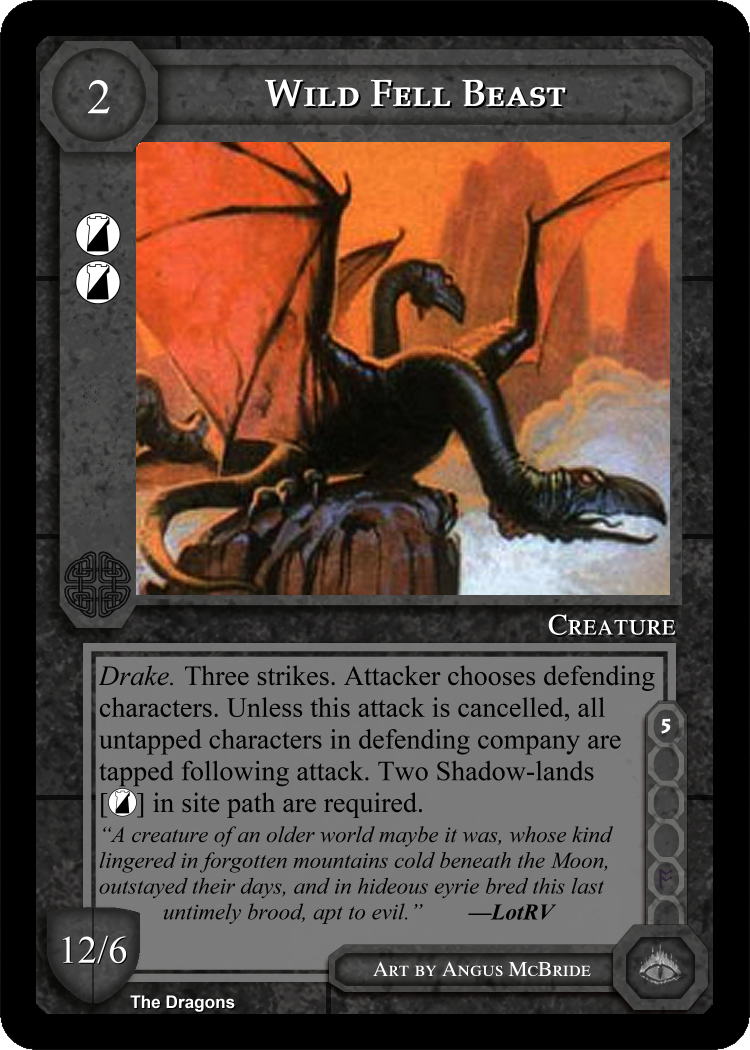 2
WILD FELL BEAST
CREATURE
Drake. Three strikes. Attacker chooses defending
characters. Unless this attack is cancelled, all
untapped characters in defending company are
tapped following attack. Two Shadow-lands
[ ] in site path are required.
5
“A creature of an older world maybe it was, whose kind
lingered in forgotten mountains cold beneath the Moon,
outstayed their days, and in hideous eyrie bred this last
untimely brood, apt to evil.” —LotRV
12/6
ART BY ANGUS MCBRIDE
The Dragons